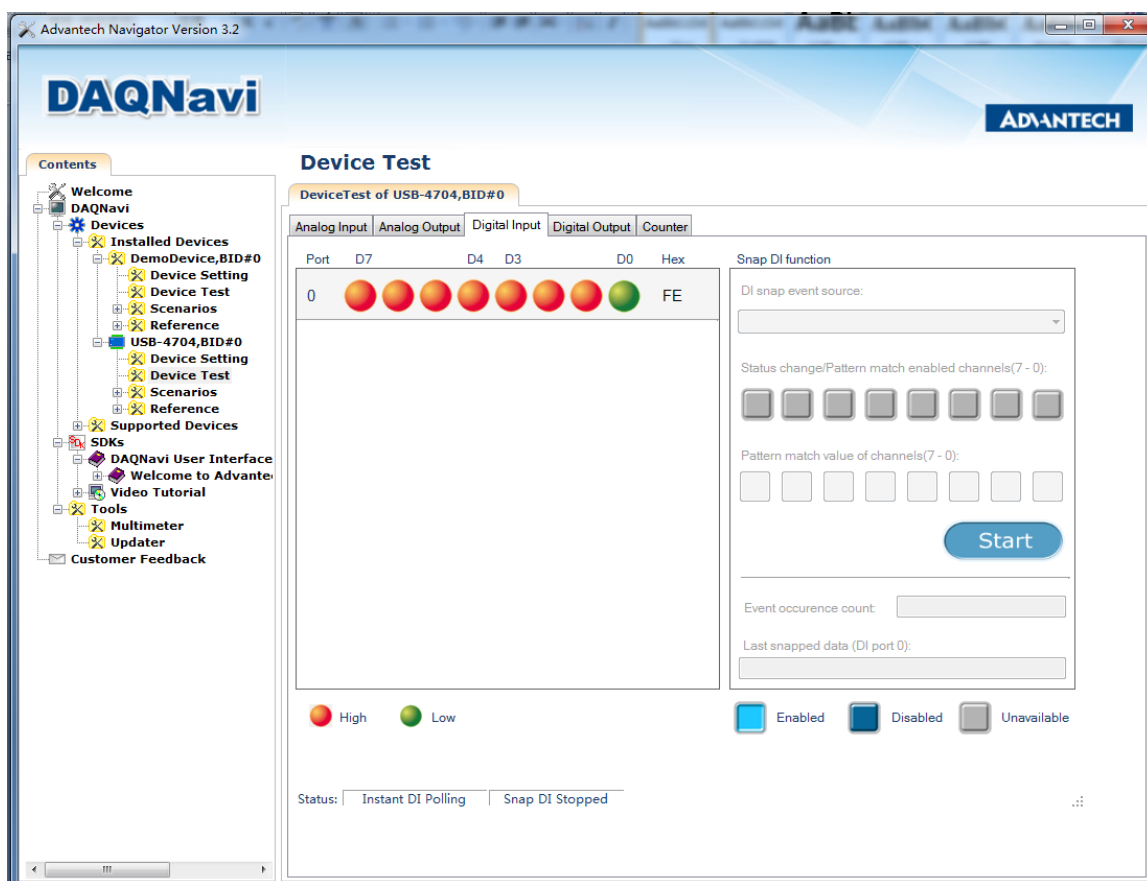 Advantech Navigator Version 3.2
DAQNavi
ADVANTECH
Contents
Welcome
DAQNavi
Devices
Installed Devices
DemoDevice,BID#0
Device Setting
Device Test
Scenarios
Reference
USB-4704,BID#0
Device Setting
Device Test
Scenarios
Reference
Supported Devices
SDKs
DAQNavi User Interface
Welcome to Advante
Video Tutorial
Tools
Multimeter
Updater
Customer Feedback
Device Test
DeviceTest of USB-4704,BID#0
Analog Input Analog Output Digital Input Digital Output Counter
Port D7 D4 D3 D0 Hex
0 FE
High Low
Snap DI function
DI snap event source:
Status change/Pattern match enabled channels(7 - 0):
Pattern match value of channels(7 - 0):
Start
Event occurence count:
Last snapped data (DI port 0):
Enabled Disabled Unavailable
Status: Instant DI Polling Snap DI Stopped